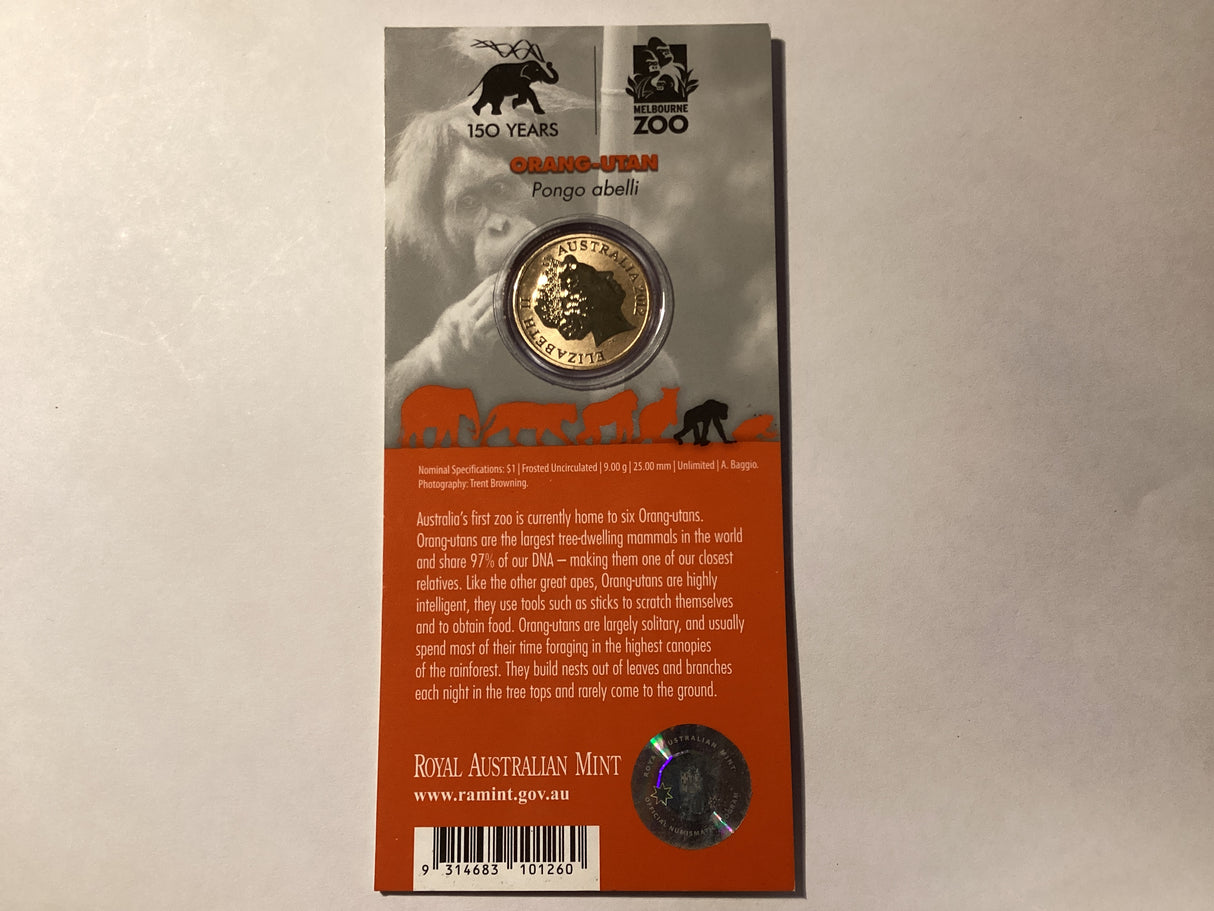 150 YEARS
MELBOURNE
ZOO
ORANG-UTAN
Pongo abelli
ELIZABETH II AUSTRALIA 2012
Nominal Specifications: $1 | Frosted Uncirculated | 9.00 g | 25.00 mm | Unlimited | A. Baggio.
Photography: Trent Browning.
Australia's first zoo is currently home to six Orang-utans.
Orang-utans are the largest tree-dwelling mammals in the world
and share 97% of our DNA – making them one of our closest
relatives. Like the other great apes, Orang-utans are highly
intelligent, they use tools such as sticks to scratch themselves
and to obtain food. Orang-utans are largely solitary, and usually
spend most of their time foraging in the highest canopies
of the rainforest. They build nests out of leaves and branches
each night in the tree tops and rarely come to the ground.
ROYAL AUSTRALIAN MINT
www.ramint.gov.au
ROYAL AUSTRALIAN MINT
OFFICIAL NUMISMATIC PROGRAM
9 314683 101260